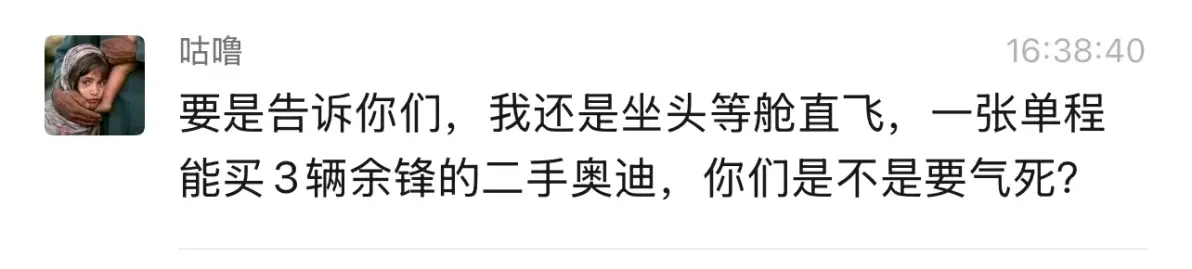 咕噜
16:38:40
要是告诉你们，我还是坐头等舱直飞，一张单程
能买3辆余锋的二手奥迪，你们是不是要气死？